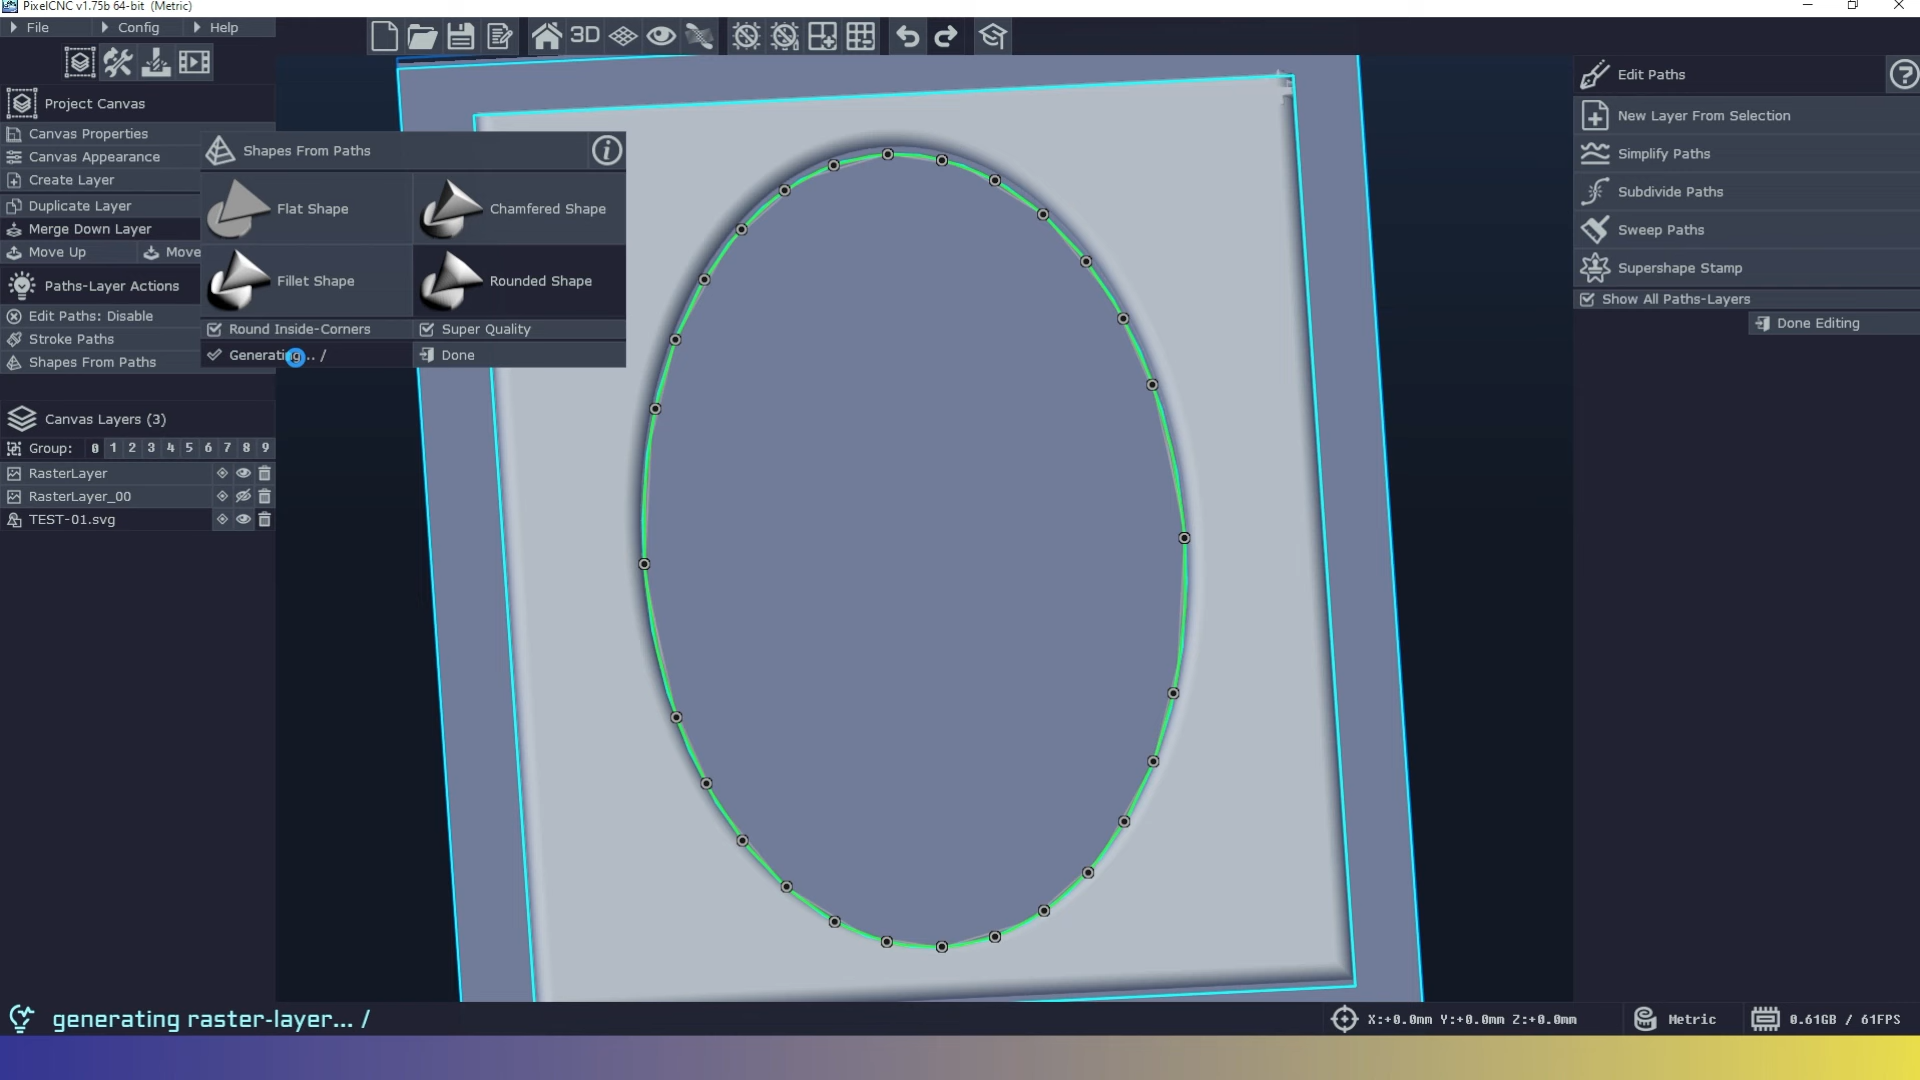 PixelCNC v1.75b 64-bit (Metric)
File Config Help
3D
Project Canvas
Canvas Properties
Canvas Appearance
Create Layer
Duplicate Layer
Merge Down Layer
Move Up Move
Paths-Layer Actions
Edit Paths: Disable
Stroke Paths
Shapes From Paths
Canvas Layers (3)
Group: 0 1 2 3 4 5 6 7 8 9
RasterLayer
RasterLayer_00
TEST-01.svg
Shapes From Paths
Flat Shape Chamfered Shape
Fillet Shape Rounded Shape
Round Inside-Corners Super Quality
Generating... / Done
Edit Paths
New Layer From Selection
Simplify Paths
Subdivide Paths
Sweep Paths
Supershape Stamp
Show All Paths-Layers
Done Editing
generating raster-layer... /
X:+0.0mm Y:+0.0mm Z:+0.0mm Metric 0.61GB / 61FPS